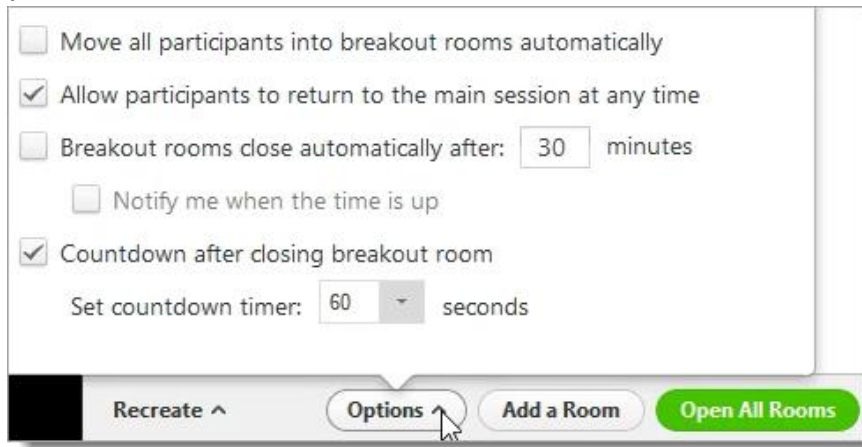 Move all participants into breakout rooms automatically
Allow participants to return to the main session at any time
Breakout rooms close automatically after: 30 minutes
Notify me when the time is up
Countdown after closing breakout room
Set countdown timer: 60 seconds
Recreate Options Add a Room Open All Rooms